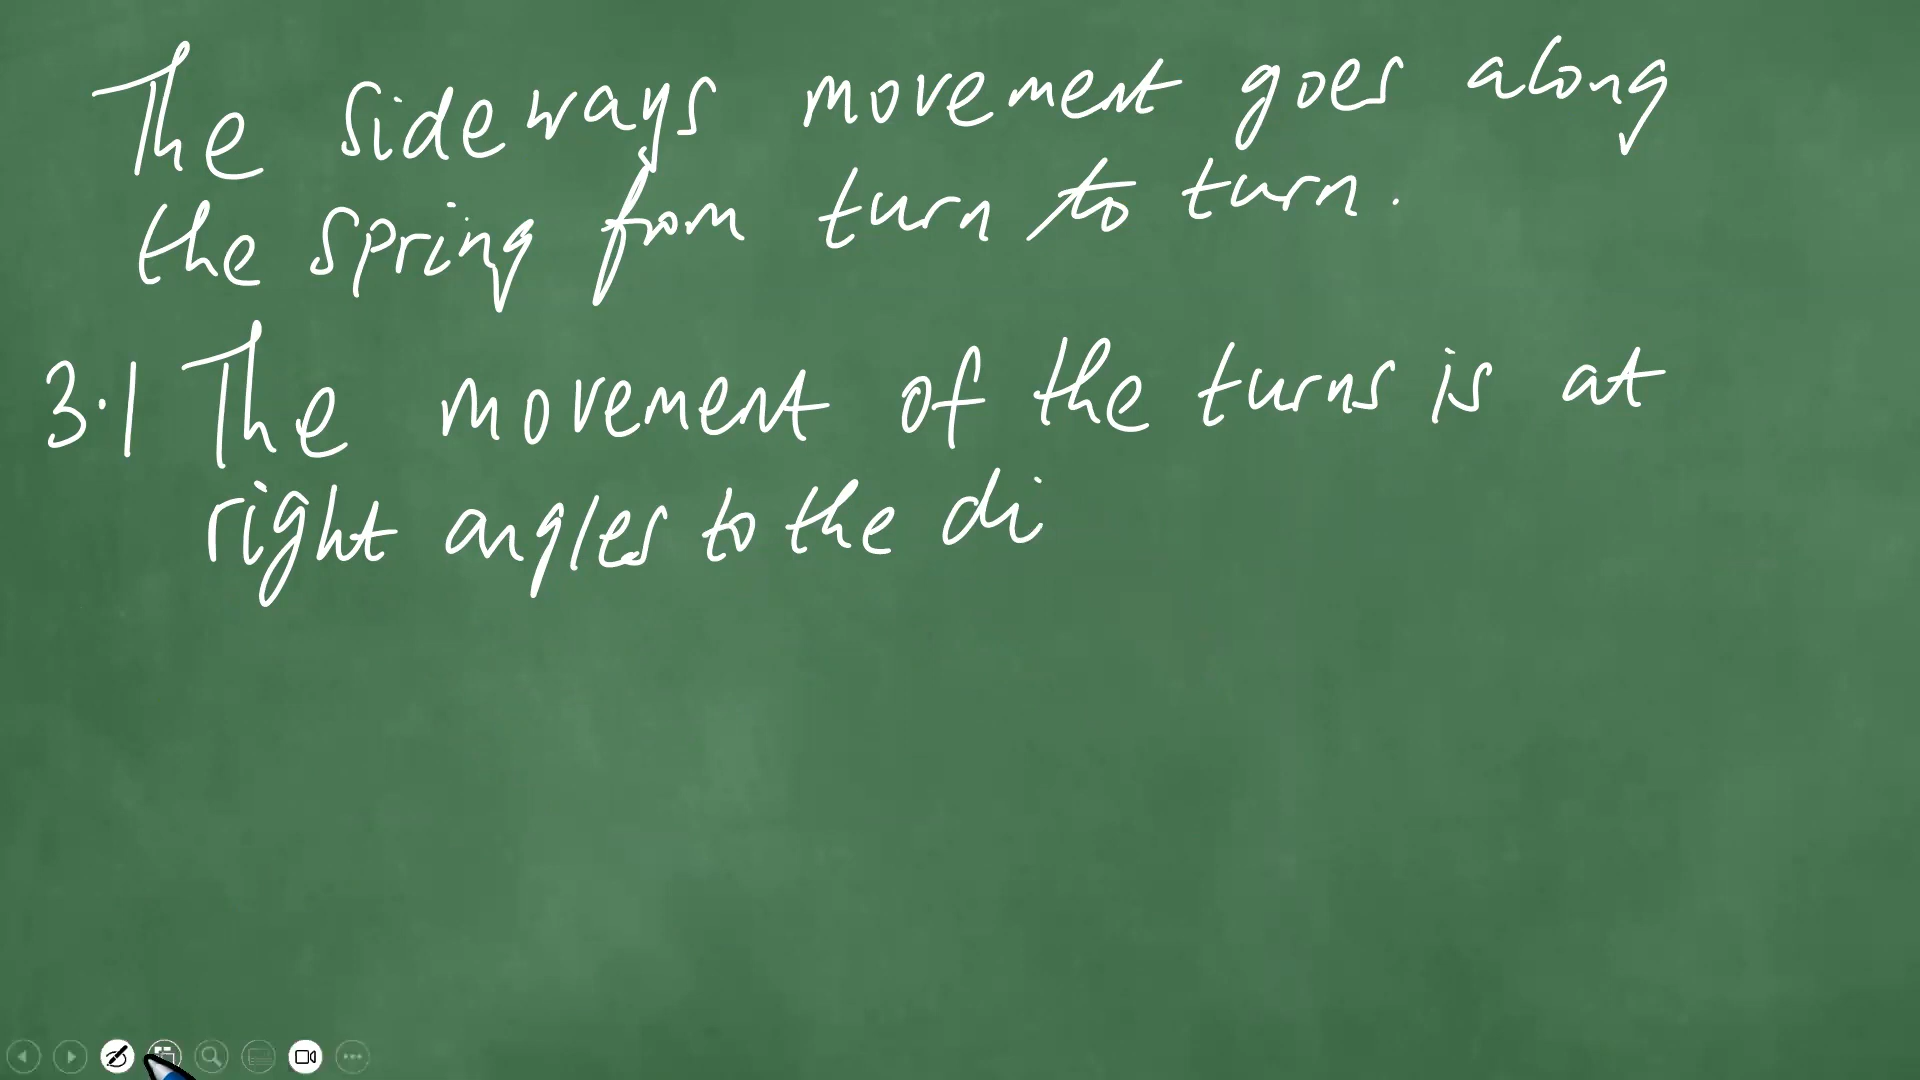 The sideways movement goes along
the spring from turn to turn.
3.1 The movement of the turns is at
right angles to the di